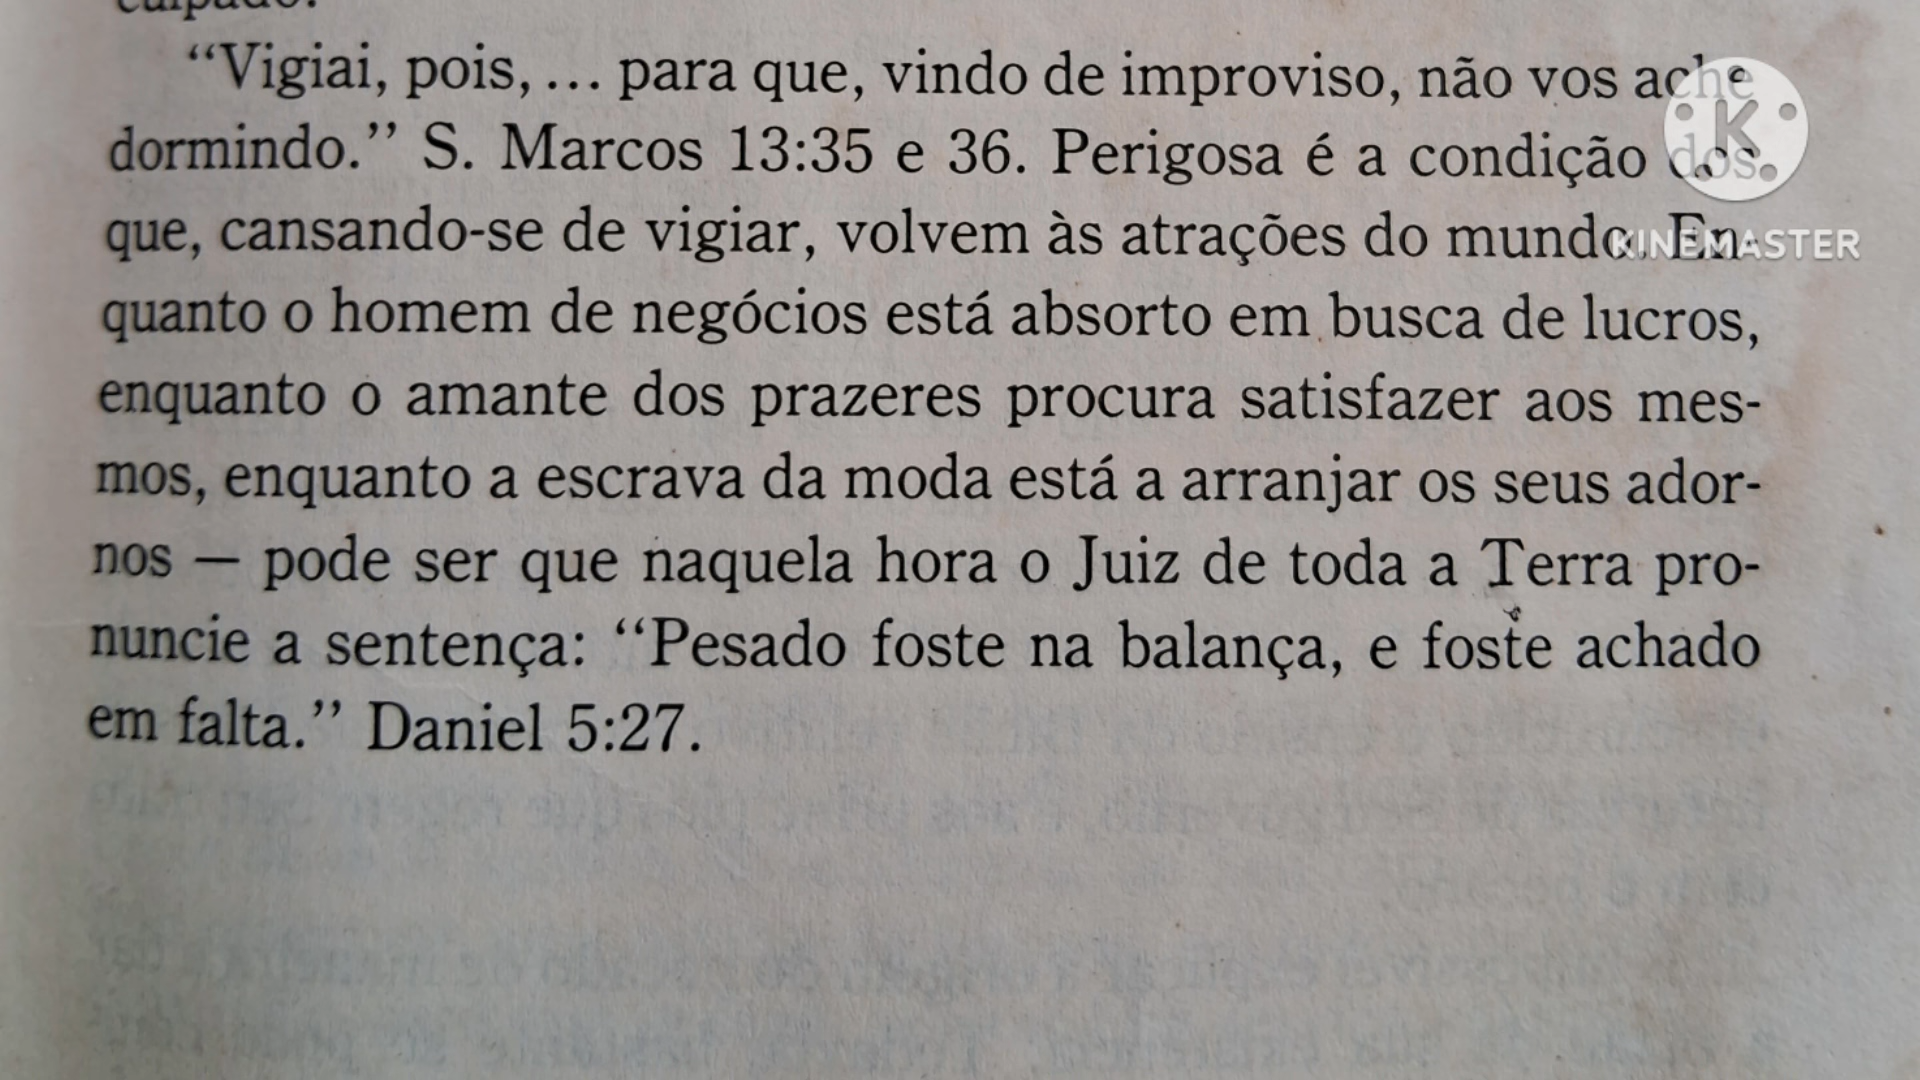 culpado.
“Vigiai, pois, ... para que, vindo de improviso, não vos ache
dormindo.” S. Marcos 13:35 e 36. Perigosa é a condição dos
que, cansando-se de vigiar, volvem às atrações do mundo. En-
quanto o homem de negócios está absorto em busca de lucros,
enquanto o amante dos prazeres procura satisfazer aos mes-
mos, enquanto a escrava da moda está a arranjar os seus ador-
nos — pode ser que naquela hora o Juiz de toda a Terra pro-
nuncie a sentença: “Pesado foste na balança, e foste achado
em falta.” Daniel 5:27.
K
KINEMASTER